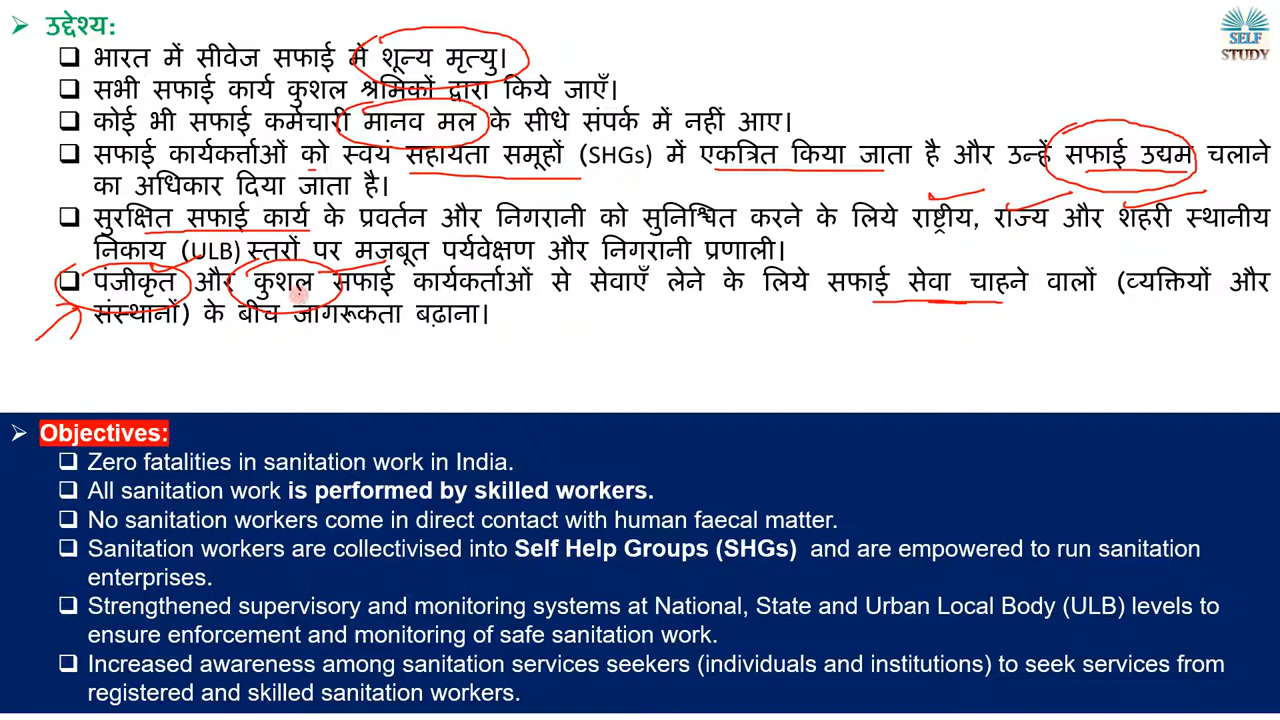 उद्देश्य:
SELF
STUDY
भारत में सीवेज सफाई में शून्य मृत्यु।
सभी सफाई कार्य कुशल श्रमिकों द्वारा किये जाएँ।
कोई भी सफाई कर्मचारी मानव मल के सीधे संपर्क में नहीं आए।
सफाई कार्यकर्त्ताओं को स्वयं सहायता समूहों (SHGs) में एकत्रित किया जाता है और उन्हें सफाई उद्यम चलाने
का अधिकार दिया जाता है।
सुरक्षित सफाई कार्य के प्रवर्तन और निगरानी को सुनिश्चित करने के लिये राष्ट्रीय, राज्य और शहरी स्थानीय
निकाय (ULB) स्तरों पर मज़बूत पर्यवेक्षण और निगरानी प्रणाली।
पंजीकृत और कुशल सफाई कार्यकर्ताओं से सेवाएँ लेने के लिये सफाई सेवा चाहने वालों (व्यक्तियों और
संस्थानों) के बीच जागरूकता बढ़ाना।
Objectives:
Zero fatalities in sanitation work in India.
All sanitation work is performed by skilled workers.
No sanitation workers come in direct contact with human faecal matter.
Sanitation workers are collectivised into Self Help Groups (SHGs) and are empowered to run sanitation
enterprises.
Strengthened supervisory and monitoring systems at National, State and Urban Local Body (ULB) levels to
ensure enforcement and monitoring of safe sanitation work.
Increased awareness among sanitation services seekers (individuals and institutions) to seek services from
registered and skilled sanitation workers.